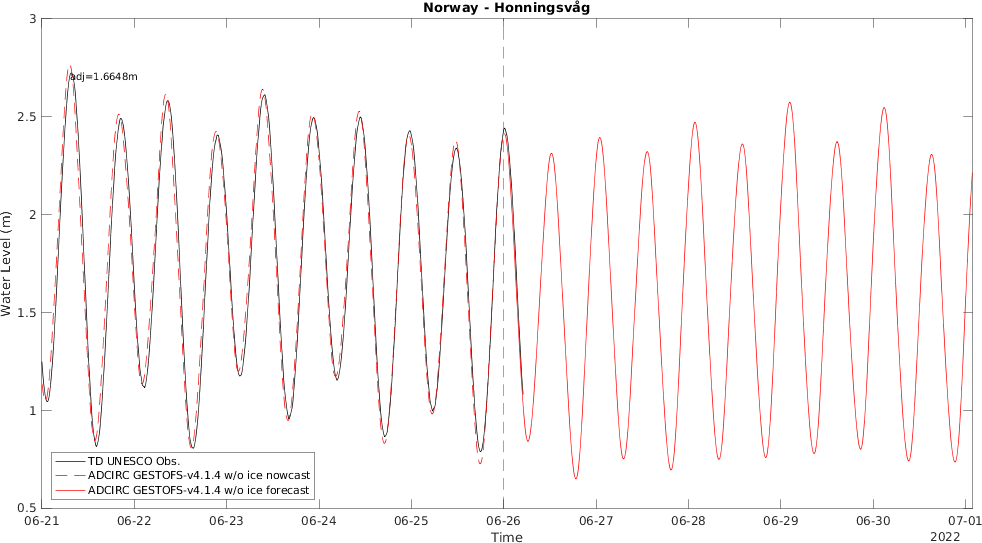 Norway - Honningsvåg
3
2.5
2
1.5
1
0.5
Water Level (m)
adj=1.6648m
TD UNESCO Obs.
ADCIRC GESTOFS-v4.1.4 w/o ice nowcast
ADCIRC GESTOFS-v4.1.4 w/o ice forecast
06-21 06-22 06-23 06-24 06-25 06-26 06-27 06-28 06-29 06-30 07-01
Time
2022